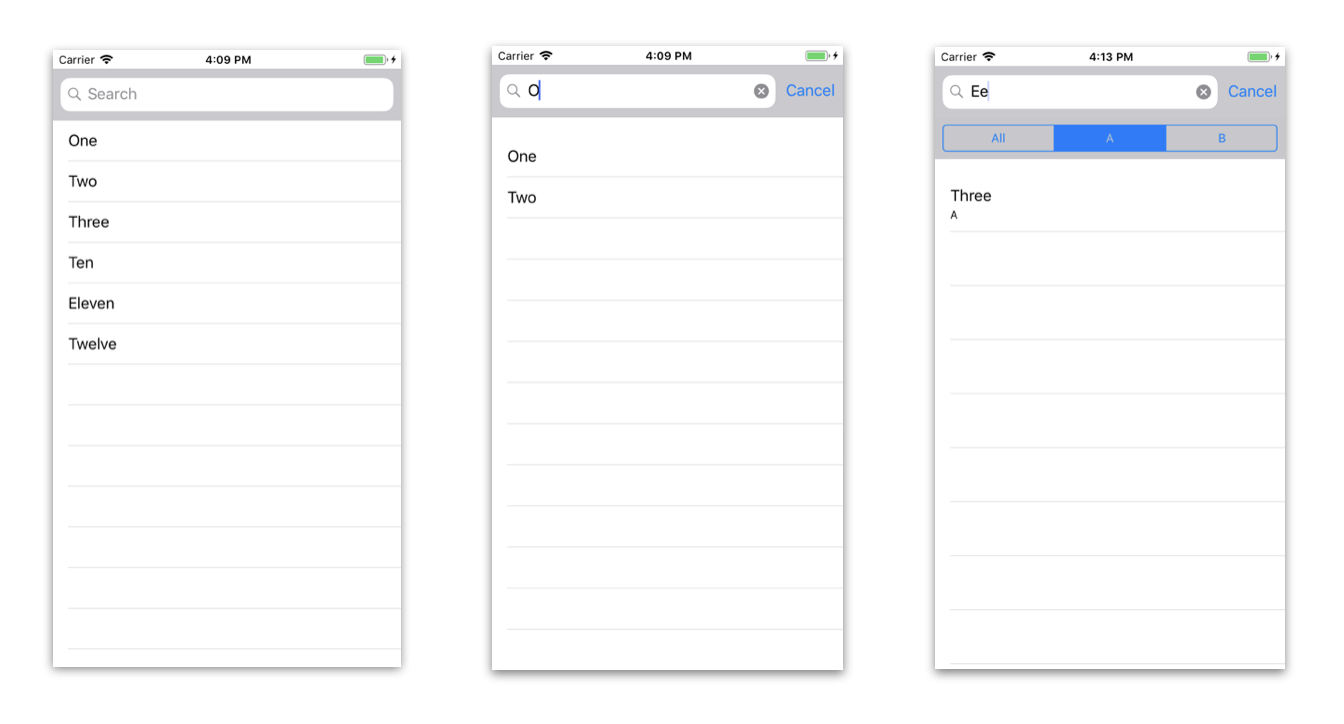 Carrier 4:09 PM
Search
One
Two
Three
Ten
Eleven
Twelve
Carrier 4:09 PM
O Cancel
One
Two
Carrier 4:13 PM
Ee Cancel
All A B
Three
A